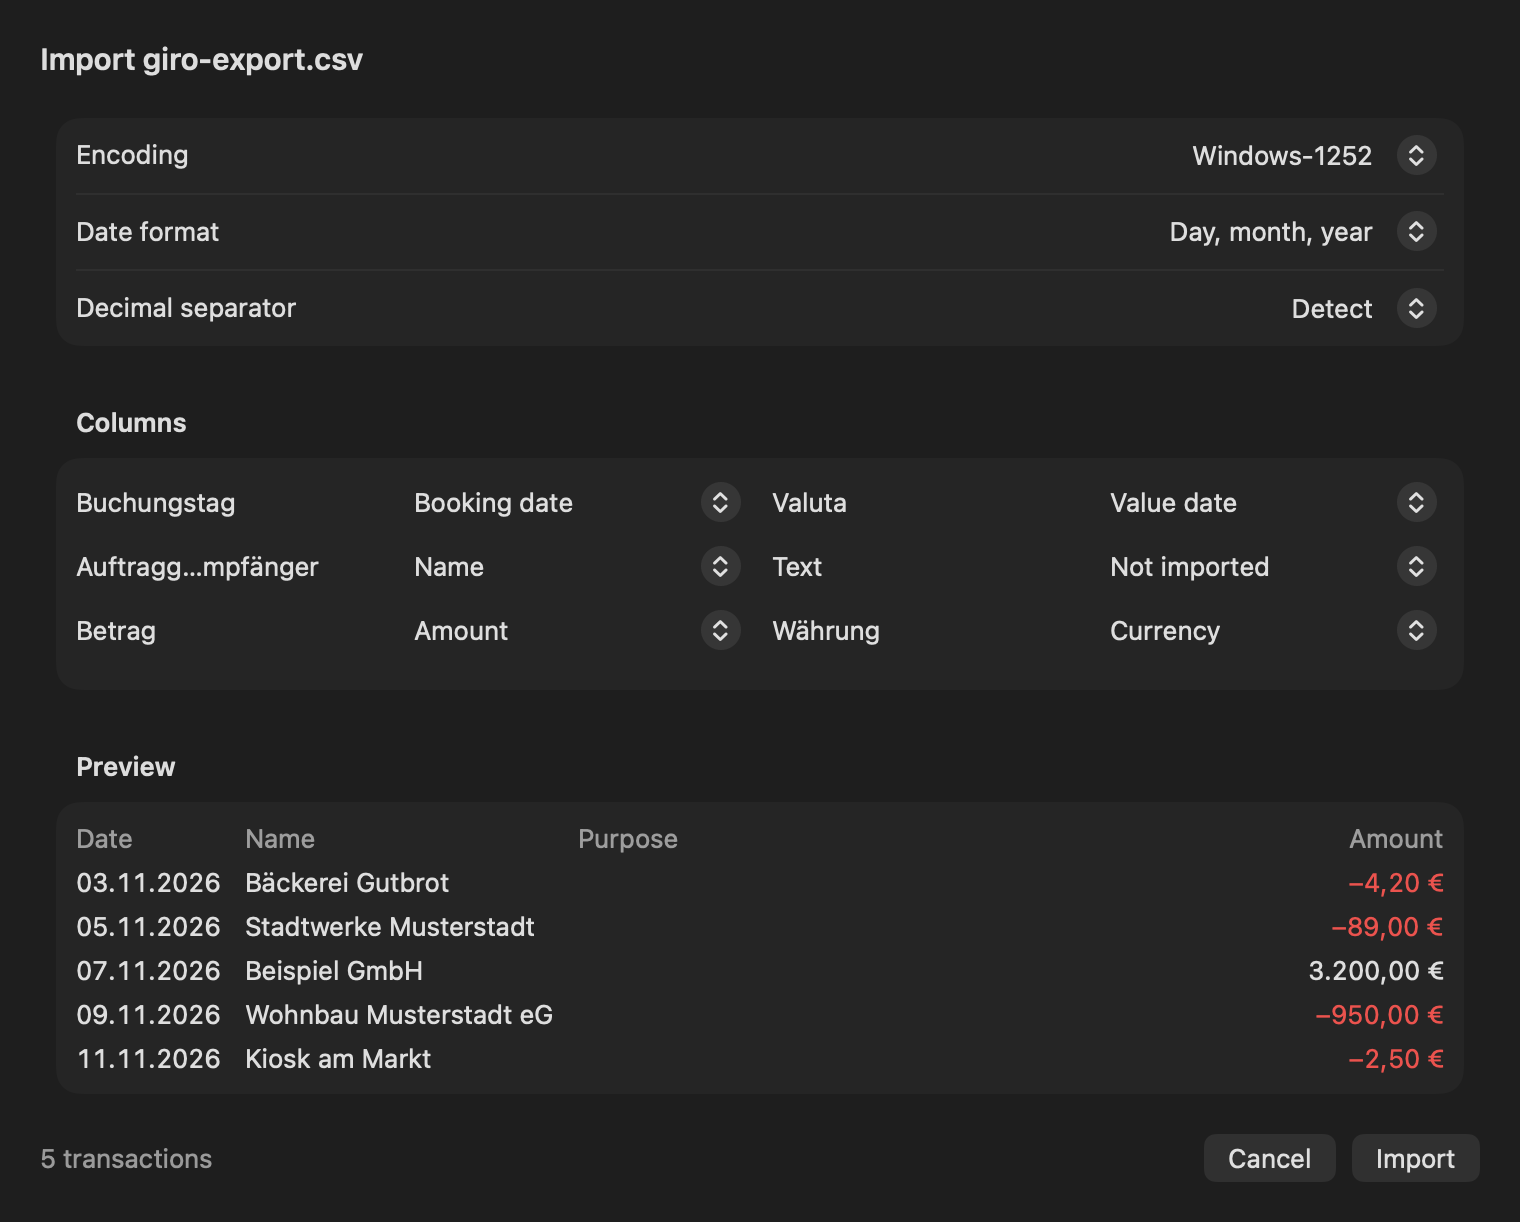 Import giro-export.csv
Encoding Windows-1252
Date format Day, month, year
Decimal separator Detect
Columns
Buchungstag Booking date Valuta Value date
Auftragg...mpfänger Name Text Not imported
Betrag Amount Währung Currency
Preview
Date Name Purpose Amount
03.11.2026 Bäckerei Gutbrot −4,20 €
05.11.2026 Stadtwerke Musterstadt −89,00 €
07.11.2026 Beispiel GmbH 3.200,00 €
09.11.2026 Wohnbau Musterstadt eG −950,00 €
11.11.2026 Kiosk am Markt −2,50 €
5 transactions Cancel Import